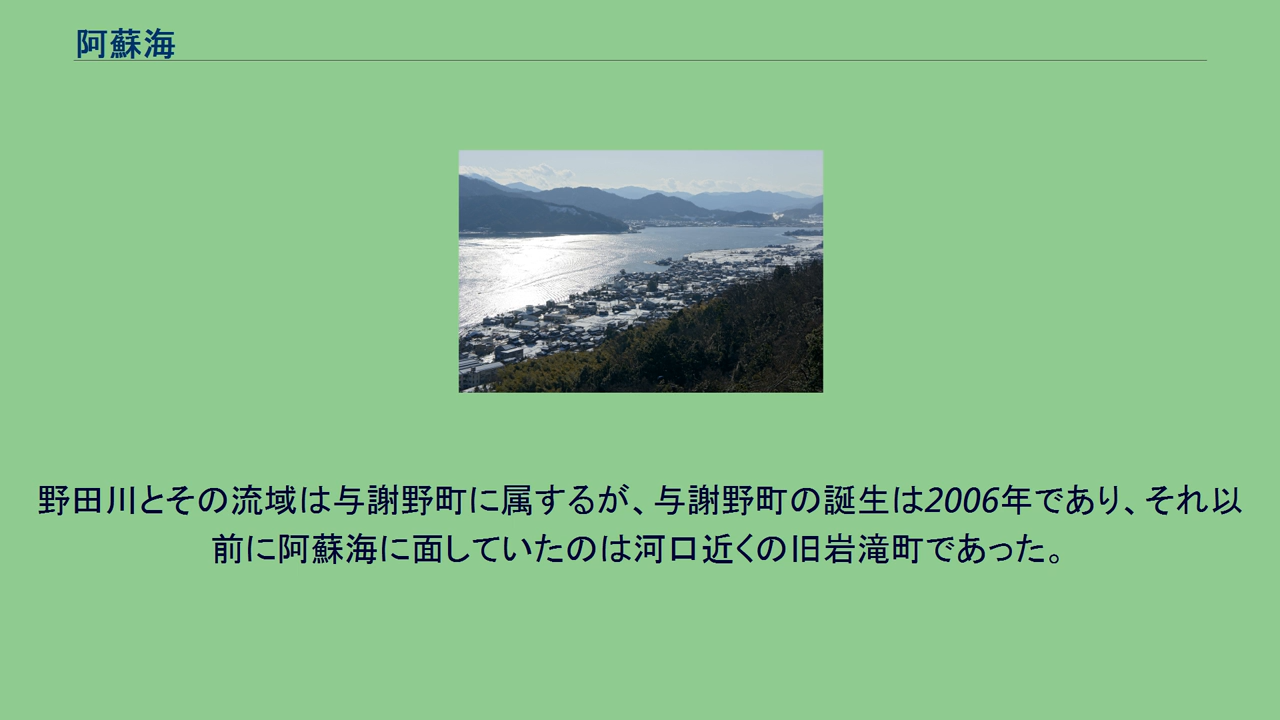 阿蘇海
野田川とその流域は与謝野町に属するが、与謝野町の誕生は2006年であり、それ以
前に阿蘇海に面していたのは河口近くの旧岩滝町であった。